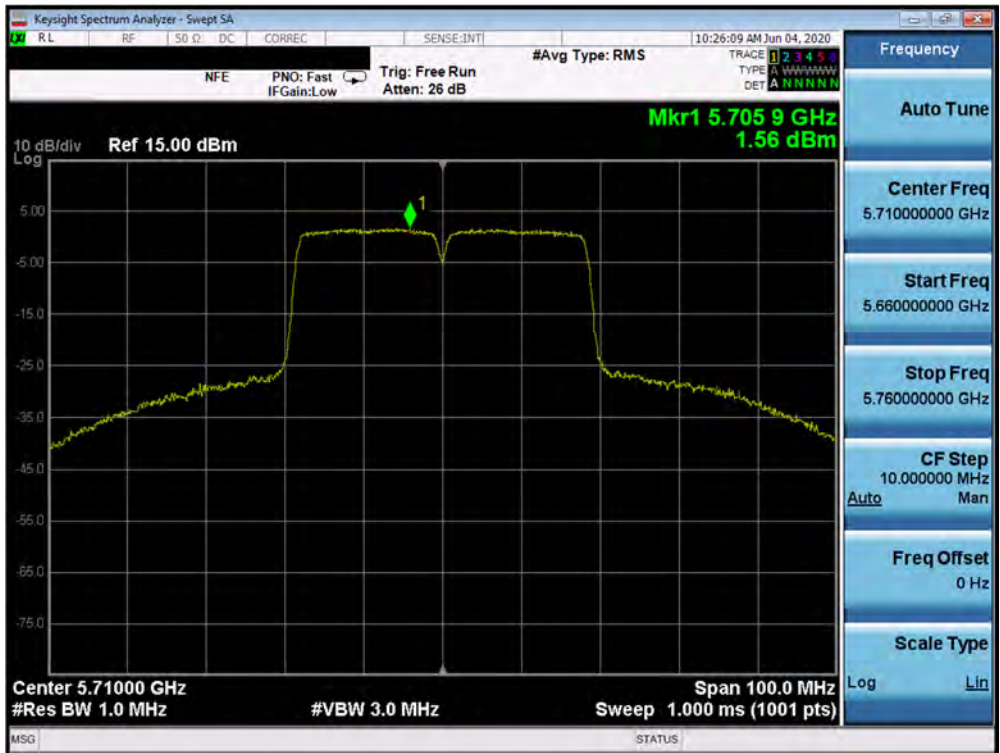 Keysight Spectrum Analyzer - Swept SA
LXI RL RF 50 Ω DC CORREC SENSE:INT 10:26:09 AM Jun 04, 2020
NFE PNO: Fast Trig: Free Run #Avg Type: RMS TRACE 1 2 3 4 5 6
IFGain:Low Atten: 26 dB TYPE A WWWWW
DET A N N N N N
Mkr1 5.705 9 GHz
1.56 dBm
10 dB/div Ref 15.00 dBm
Log
1
5.00
-5.00
-15.0
-25.0
-35.0
-45.0
-55.0
-65.0
-75.0
Center 5.71000 GHz Span 100.0 MHz
#Res BW 1.0 MHz #VBW 3.0 MHz Sweep 1.000 ms (1001 pts)
MSG STATUS
Frequency
Auto Tune
Center Freq
5.710000000 GHz
Start Freq
5.660000000 GHz
Stop Freq
5.760000000 GHz
CF Step
10.000000 MHz
Auto Man
Freq Offset
0 Hz
Scale Type
Log Lin